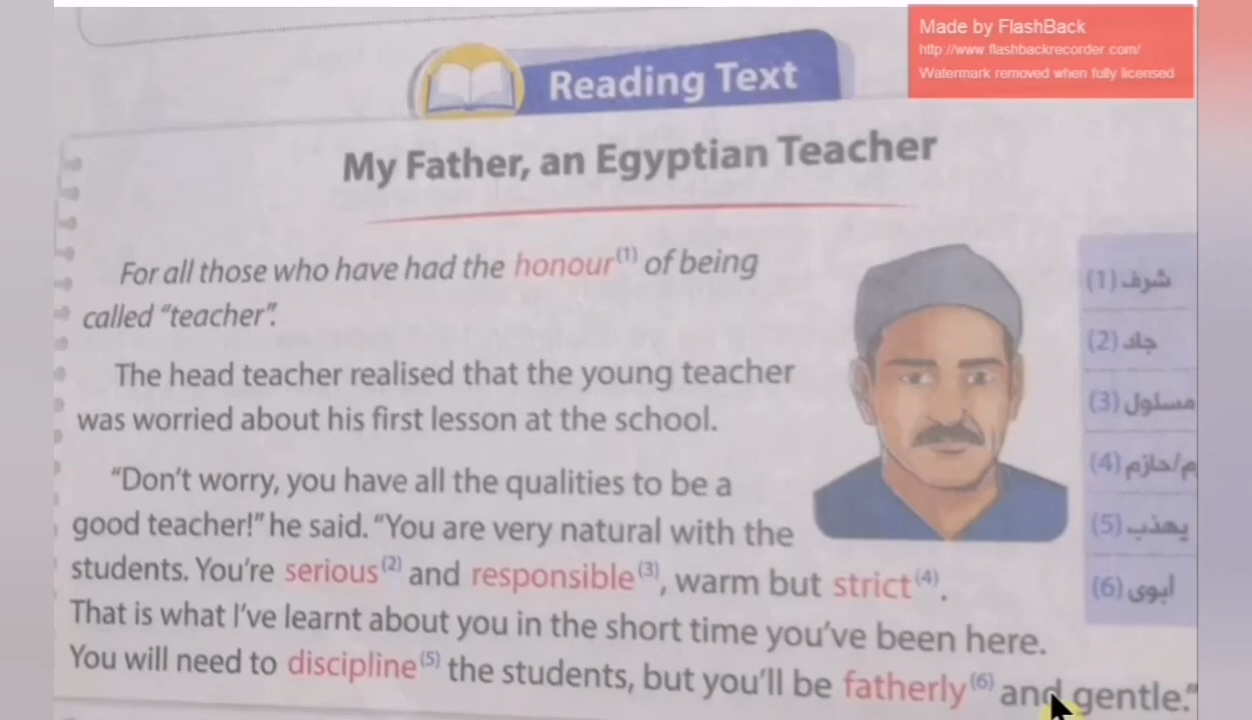 Made by FlashBack
http://www.flashbackrecorder.com/
Watermark removed when fully licensed
Reading Text
My Father, an Egyptian Teacher
For all those who have had the honour(1) of being
called "teacher".
The head teacher realised that the young teacher
was worried about his first lesson at the school.
"Don't worry, you have all the qualities to be a
good teacher!" he said. "You are very natural with the
students. You're serious(2) and responsible(3), warm but strict(4).
That is what I've learnt about you in the short time you've been here.
You will need to discipline(5) the students, but you'll be fatherly(6) and gentle."
(1) شرف
(2) جاد
(3) مسئول
(4) م/حازم
(5) يهذب
(6) أبوى